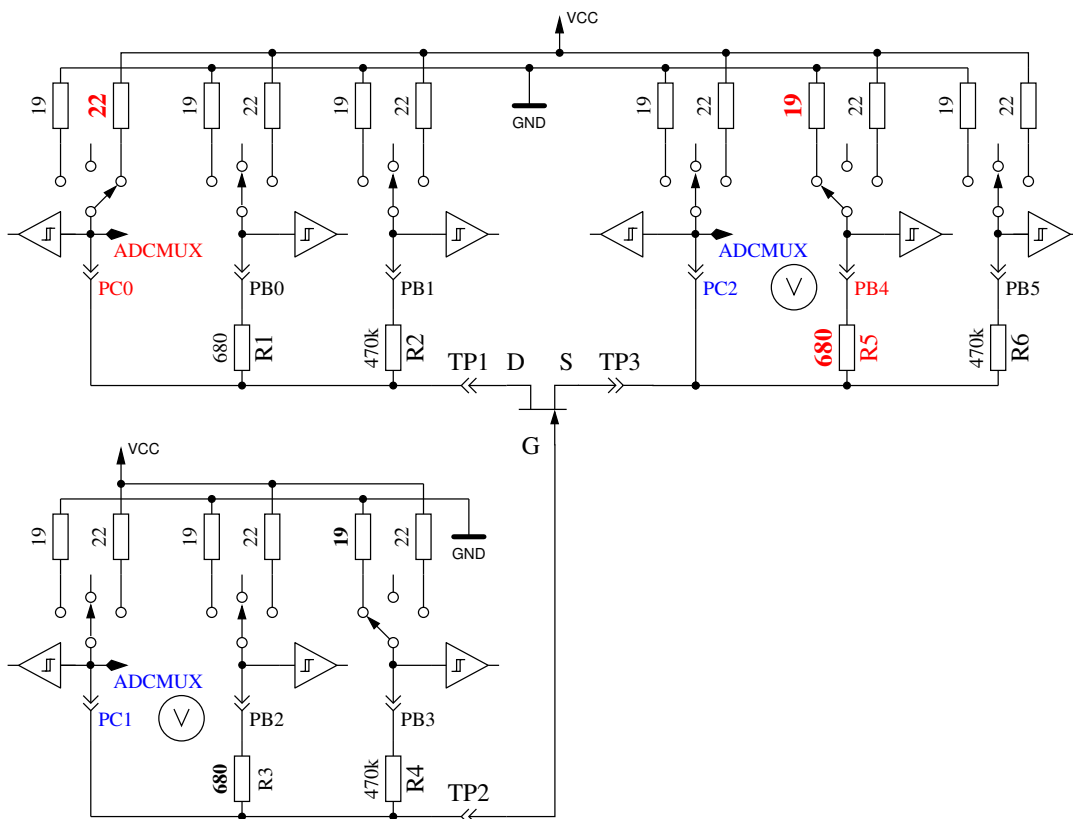 VCC
19
22
19
22
19
22
GND
19
22
19
22
19
22
ADCMUX
PC0
PB0
PB1
ADCMUX
PC2
V
PB4
PB5
680
R1
470k
R2
680
R5
470k
R6
TP1
D
S
TP3
G
VCC
19
22
19
22
19
22
GND
ADCMUX
PC1
V
PB2
PB3
680
R3
470k
R4
TP2